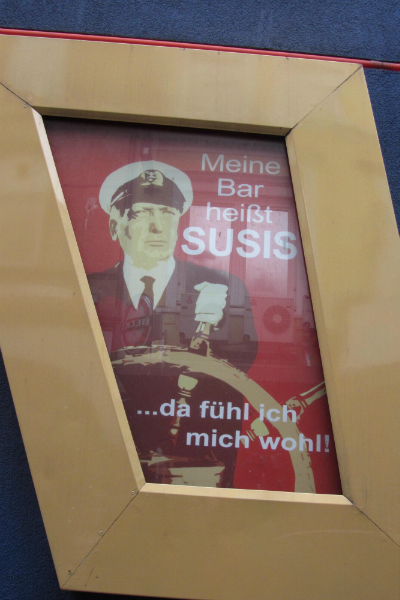 Meine
Bar
heißt
SUSIS
...da fühl ich
mich wohl!